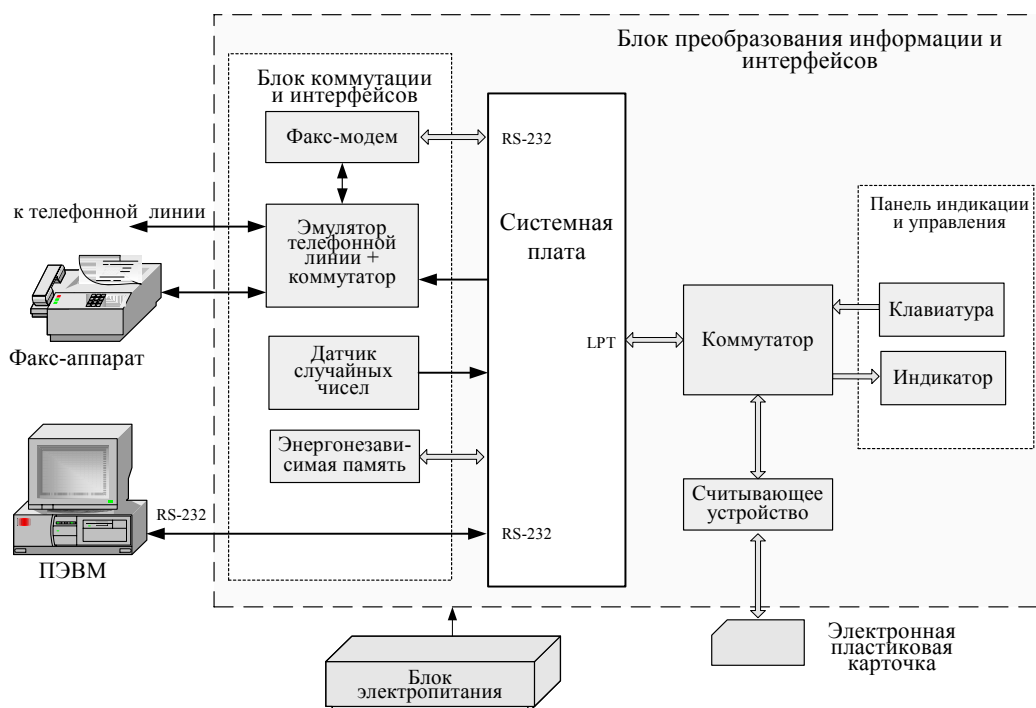 Блок преобразования информации и
интерфейсов
Блок коммутации
и интерфейсов
Факс-модем
RS-232
к телефонной линии
Эмулятор
телефонной
линии +
коммутатор
Системная
плата
Панель индикации
и управления
Клавиатура
Факс-аппарат
Датчик
случайных
чисел
LPT
Коммутатор
Индикатор
Энергонезави-
симая память
Считывающее
устройство
RS-232
RS-232
ПЭВМ
Электронная
пластиковая
карточка
Блок
электропитания